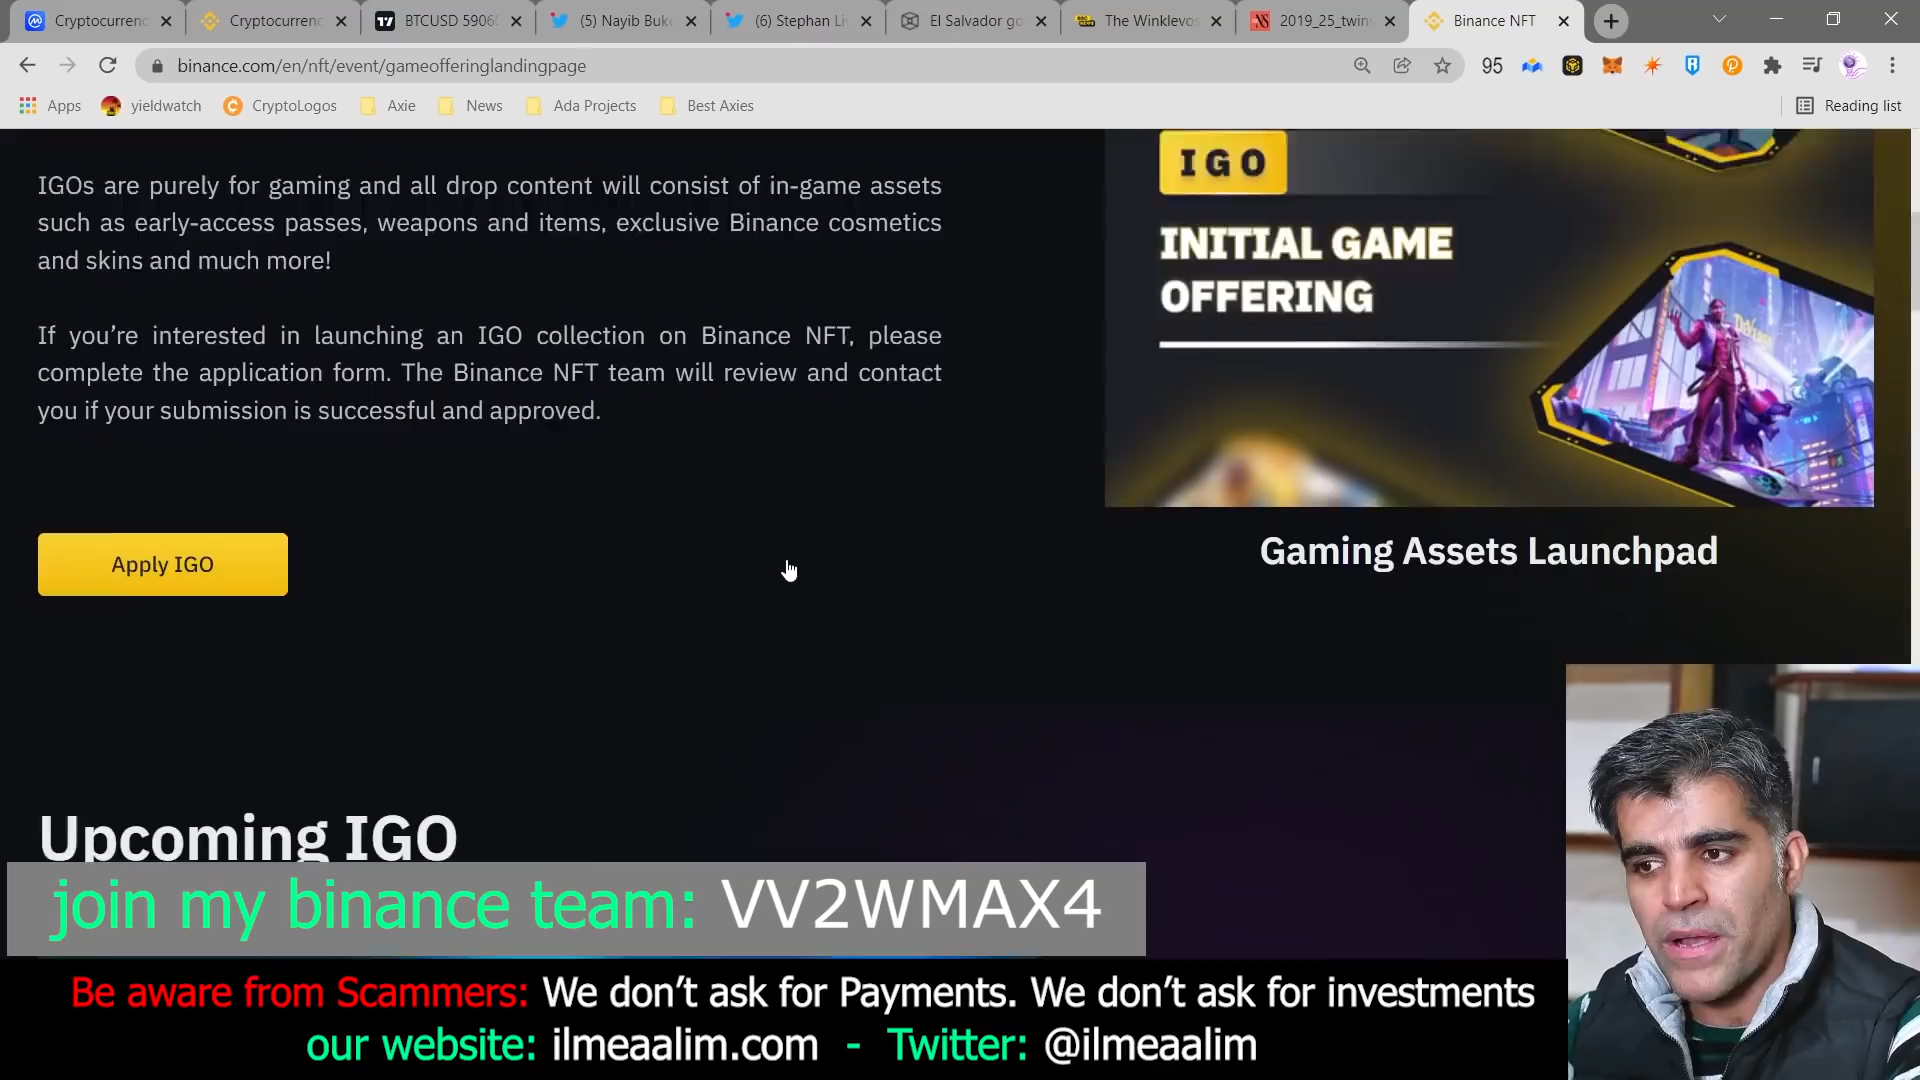 Cryptocurrenc
Cryptocurrenc
BTCUSD 5906
(5) Nayib Buke
(6) Stephan Li
El Salvador go
The Winklevos
2019_25_twins
Binance NFT
binance.com/en/nft/event/gameofferinglandingpage
95
Apps
yieldwatch
CryptoLogos
Axie
News
Ada Projects
Best Axies
Reading list
IGOs are purely for gaming and all drop content will consist of in-game assets
such as early-access passes, weapons and items, exclusive Binance cosmetics
and skins and much more!
If you’re interested in launching an IGO collection on Binance NFT, please
complete the application form. The Binance NFT team will review and contact
you if your submission is successful and approved.
Apply IGO
IGO
INITIAL GAME
OFFERING
Gaming Assets Launchpad
Upcoming IGO
join my binance team: VV2WMAX4
Be aware from Scammers: We don’t ask for Payments. We don’t ask for investments
our website: ilmeaalim.com - Twitter: @ilmeaalim